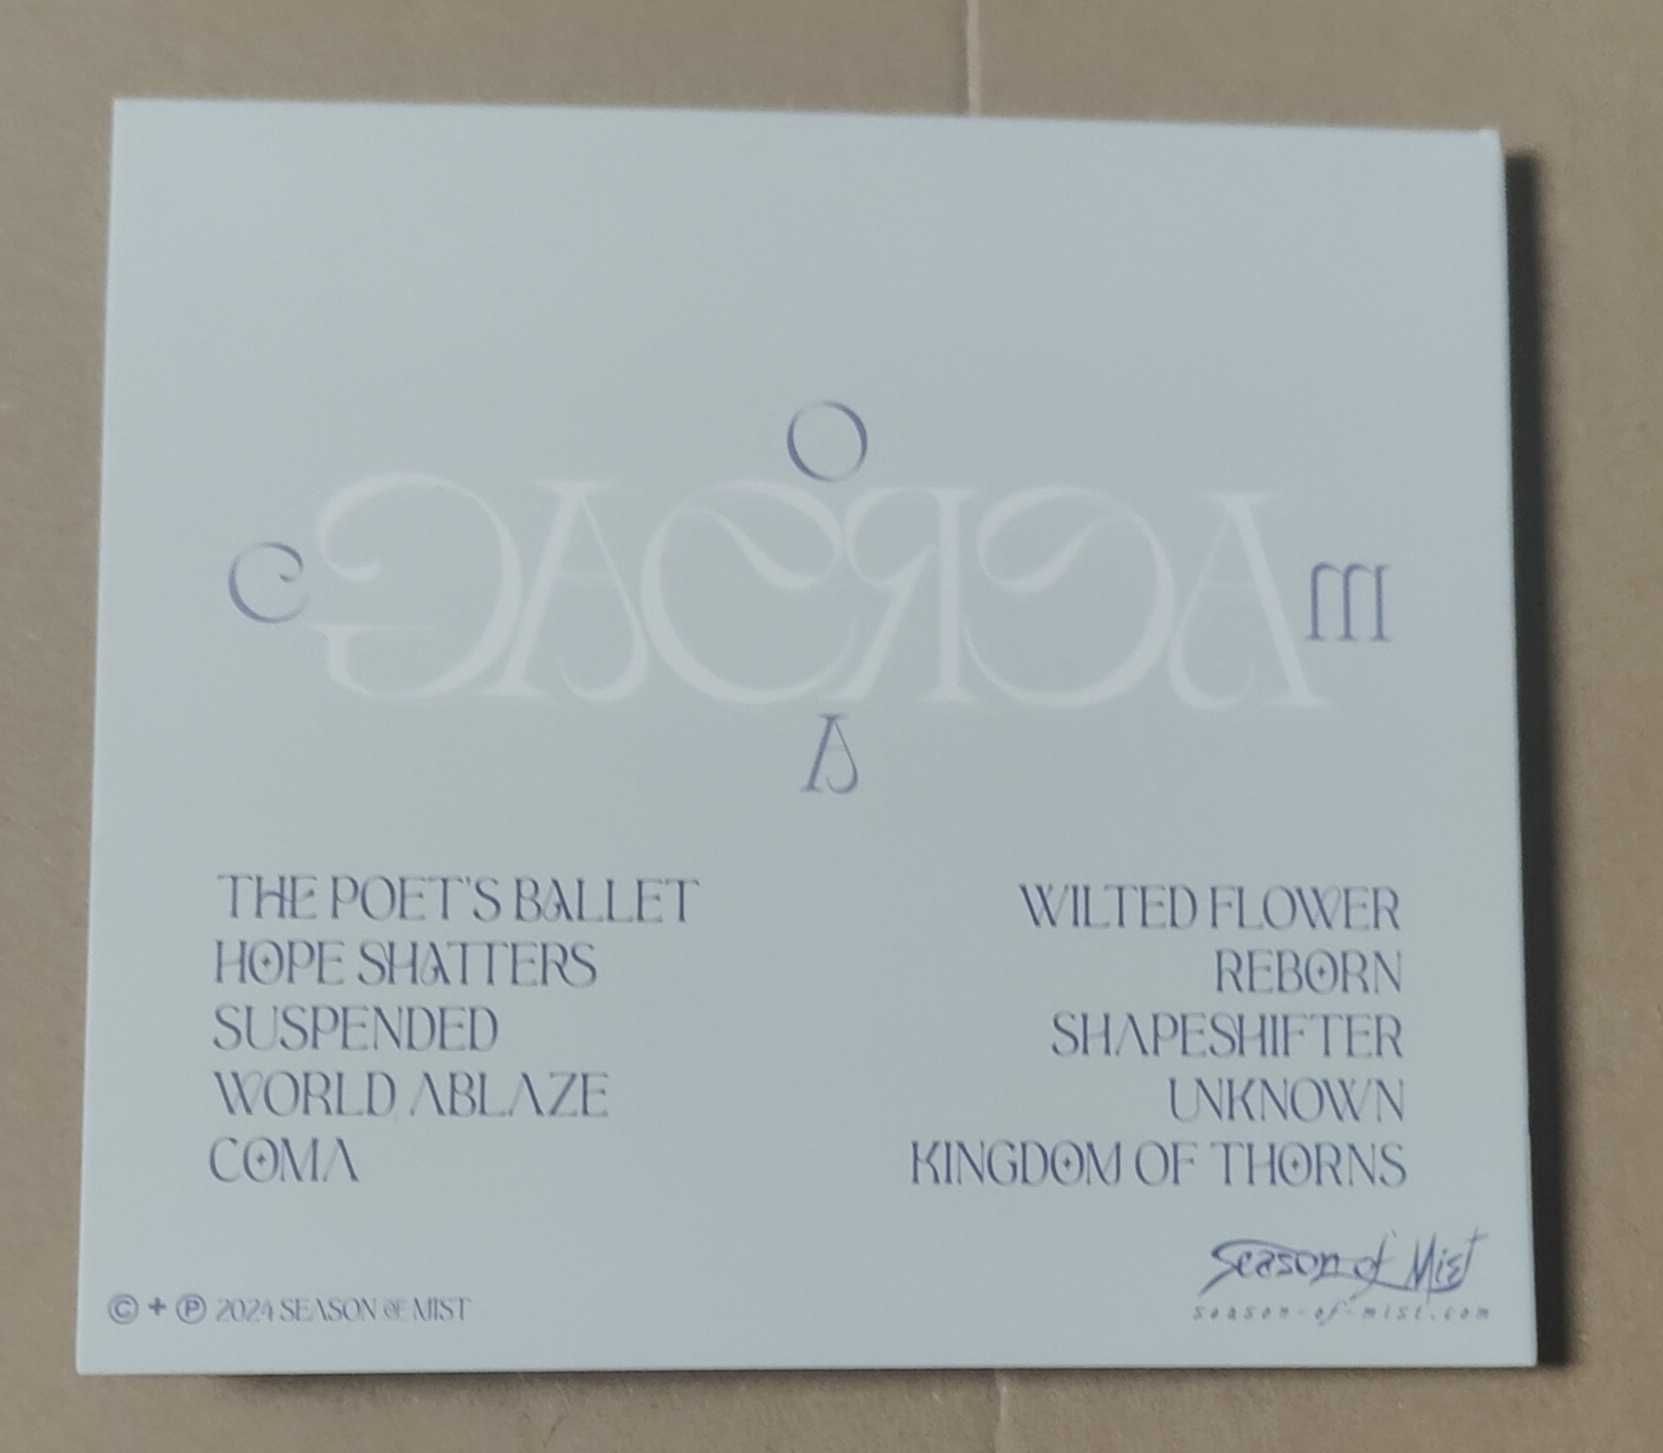 O
C GAEREA M
A
THE POET'S BALLET
HOPE SHATTERS
SUSPENDED
WORLD ABLAZE
COMA
WILTED FLOWER
REBORN
SHAPESHIFTER
UNKNOWN
KINGDOM OF THORNS
Season of Mist
season-of-mist.com
© + ℗ 2024 SEASON OF MIST